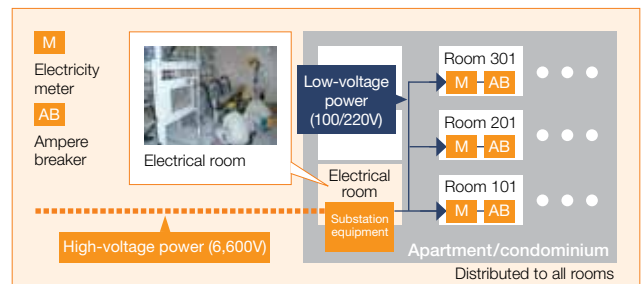 M
Electricity
meter
AB
Ampere
breaker
Electrical room
Low-voltage
power
(100/220V)
Room 301
M
AB
Room 201
M
AB
Electrical
room
Room 101
M
AB
Substation
equipment
High-voltage power (6,600V)
Apartment/condominium
Distributed to all rooms